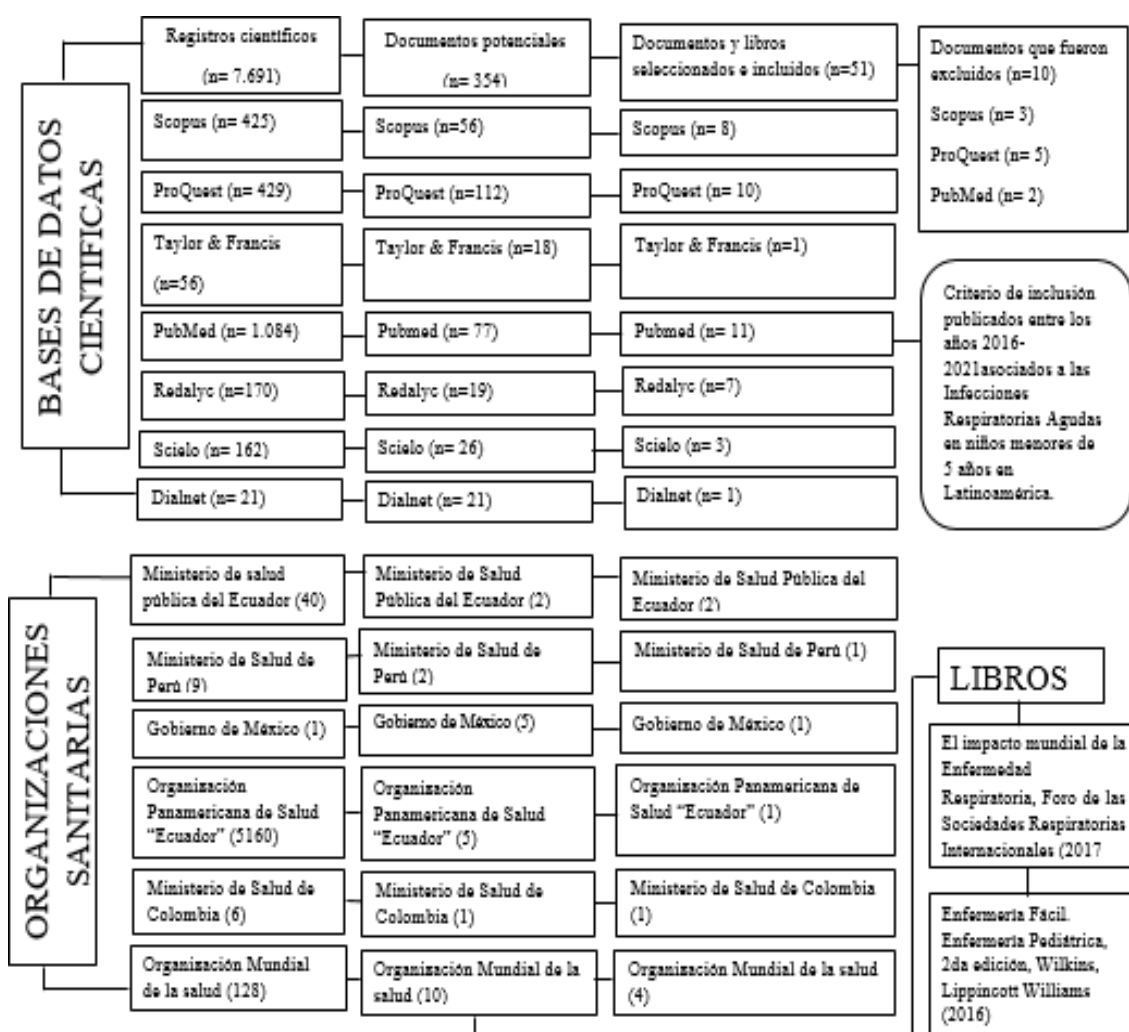 BASES DE DATOS
CIENTIFICAS
Registros científicos
(n= 7.691)
Documentos potenciales
(n= 354)
Documentos y libros
seleccionados e incluidos (n=51)
Documentos que fueron
excluidos (n=10)
Scopus (n= 3)
ProQuest (n= 5)
PubMed (n= 2)
Scopus (n= 425)
Scopus (n=56)
Scopus (n= 8)
ProQuest (n= 429)
ProQuest (n=112)
ProQuest (n= 10)
Taylor & Francis
(n=56)
Taylor & Francis (n=18)
Taylor & Francis (n=1)
PubMed (n= 1.084)
Pubmed (n= 77)
Pubmed (n= 11)
Redalyc (n=170)
Redalyc (n=19)
Redalyc (n=7)
Scielo (n= 162)
Scielo (n= 26)
Scielo (n= 3)
Dialnet (n= 21)
Dialnet (n= 21)
Dialnet (n= 1)
Criterio de inclusión
publicados entre los
años 2016-
2021asociados a las
Infecciones
Respiratorias Agudas
en niños menores de
5 años en
Latinoamérica.
ORGANIZACIONES
SANITARIAS
Ministerio de salud
pública del Ecuador (40)
Ministerio de Salud
Pública del Ecuador (2)
Ministerio de Salud Pública del
Ecuador (2)
Ministerio de Salud de
Perú (9)
Ministerio de Salud de
Perú (2)
Ministerio de Salud de Perú (1)
Gobierno de México (1)
Gobierno de México (5)
Gobierno de México (1)
Organización
Panamericana de Salud
“Ecuador” (5160)
Organización
Panamericana de Salud
“Ecuador” (5)
Organización Panamericana de
Salud “Ecuador” (1)
Ministerio de Salud de
Colombia (6)
Ministerio de Salud de
Colombia (1)
Ministerio de Salud de Colombia
(1)
Organización Mundial
de la salud (128)
Organización Mundial de la
salud (10)
Organización Mundial de la salud
(4)
LIBROS
El impacto mundial de la
Enfermedad
Respiratoria, Foro de las
Sociedades Respiratorias
Internacionales (2017
Enfermería Fácil.
Enfermería Pediátrica,
2da edición, Wilkins,
Lippincott Williams
(2016)